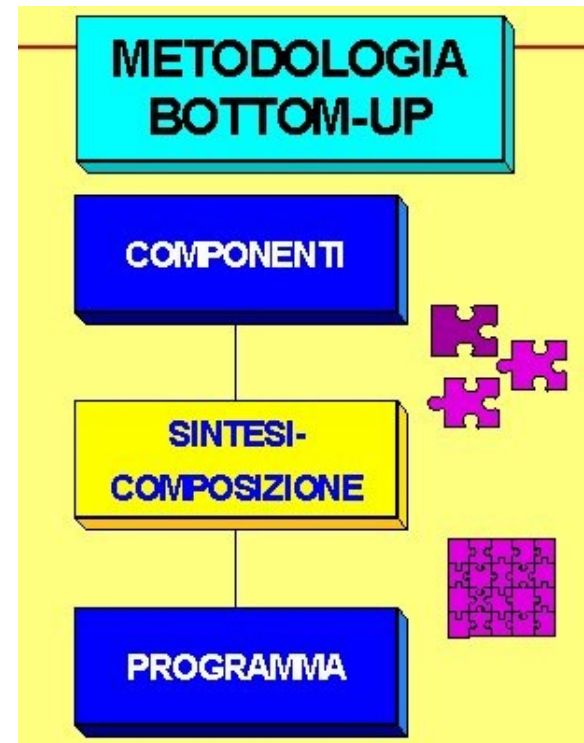 METODOLOGIA
BOTTOM-UP
COMPONENTI
SINTESI-
COMPOSIZIONE
PROGRAMMA